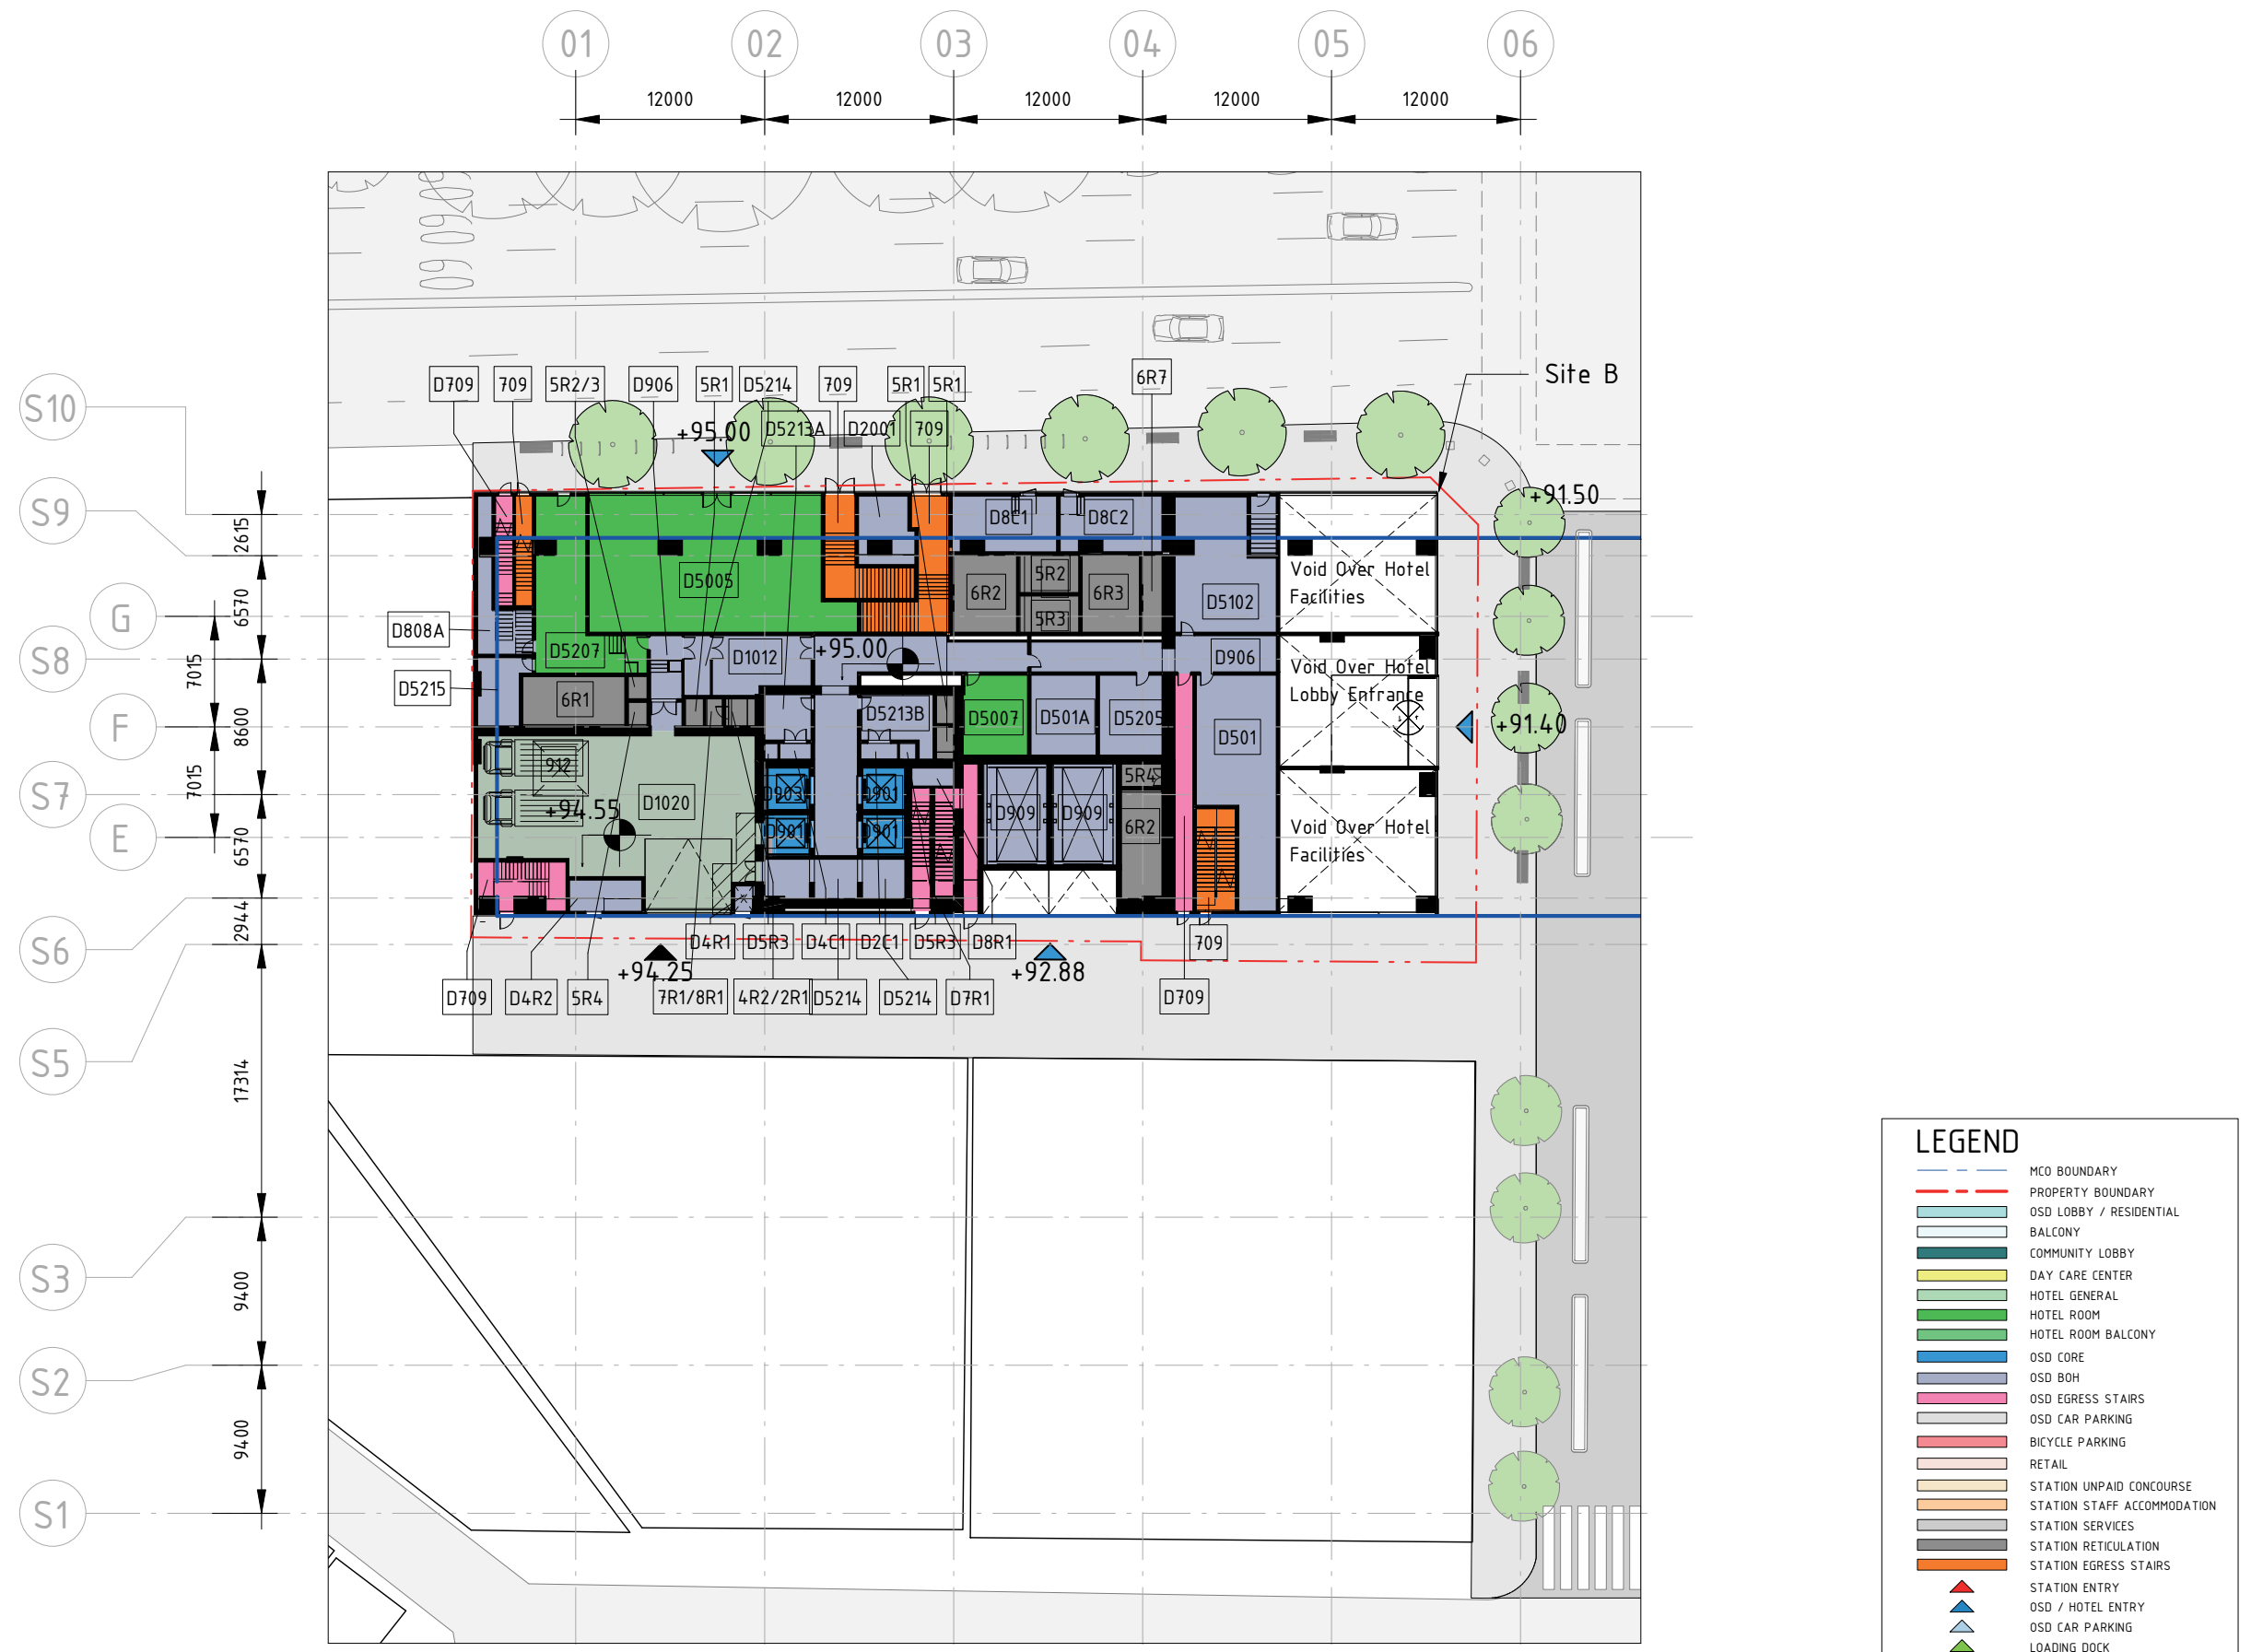 01 02 03 04 05 06
12000 12000 12000 12000 12000
Site B
S10
S9
G
S8
F
S7
E
S6
S5
S3
S2
S1
2615
6570
8600
6570
2944
17314
9400
9400
7015
7015
D709 709 5R2/3 D906 5R1 D5214 709 5R1 5R1 6R7
+95.00 D5213A D2001 709
+91.50
D8C1 D8C2
D5005 6R2 5R2 6R3
5R3
D5102
Void Over Hotel
Facilities
D808A
D5207 D1012 +95.00 D906
Void Over Hotel
Lobby Entrance
D5215
6R1 D5213B D5007 D501A D5205
D501
+91.40
912
D1020
+94.55
D903 D901
D901 D901
D909 D909
5R4
6R2
Void Over Hotel
Facilities
D4R1 D5R3 D4C1 D2C1 D5R3 D8R1 709
+94.25 +92.88
D709 D4R2 5R4 7R1/8R1 4R2/2R1 D5214 D5214 D7R1 D709
LEGEND
MCO BOUNDARY
PROPERTY BOUNDARY
OSD LOBBY / RESIDENTIAL
BALCONY
COMMUNITY LOBBY
DAY CARE CENTER
HOTEL GENERAL
HOTEL ROOM
HOTEL ROOM BALCONY
OSD CORE
OSD BOH
OSD EGRESS STAIRS
OSD CAR PARKING
BICYCLE PARKING
RETAIL
STATION UNPAID CONCOURSE
STATION STAFF ACCOMMODATION
STATION SERVICES
STATION RETICULATION
STATION EGRESS STAIRS
STATION ENTRY
OSD / HOTEL ENTRY
OSD CAR PARKING
LOADING DOCK